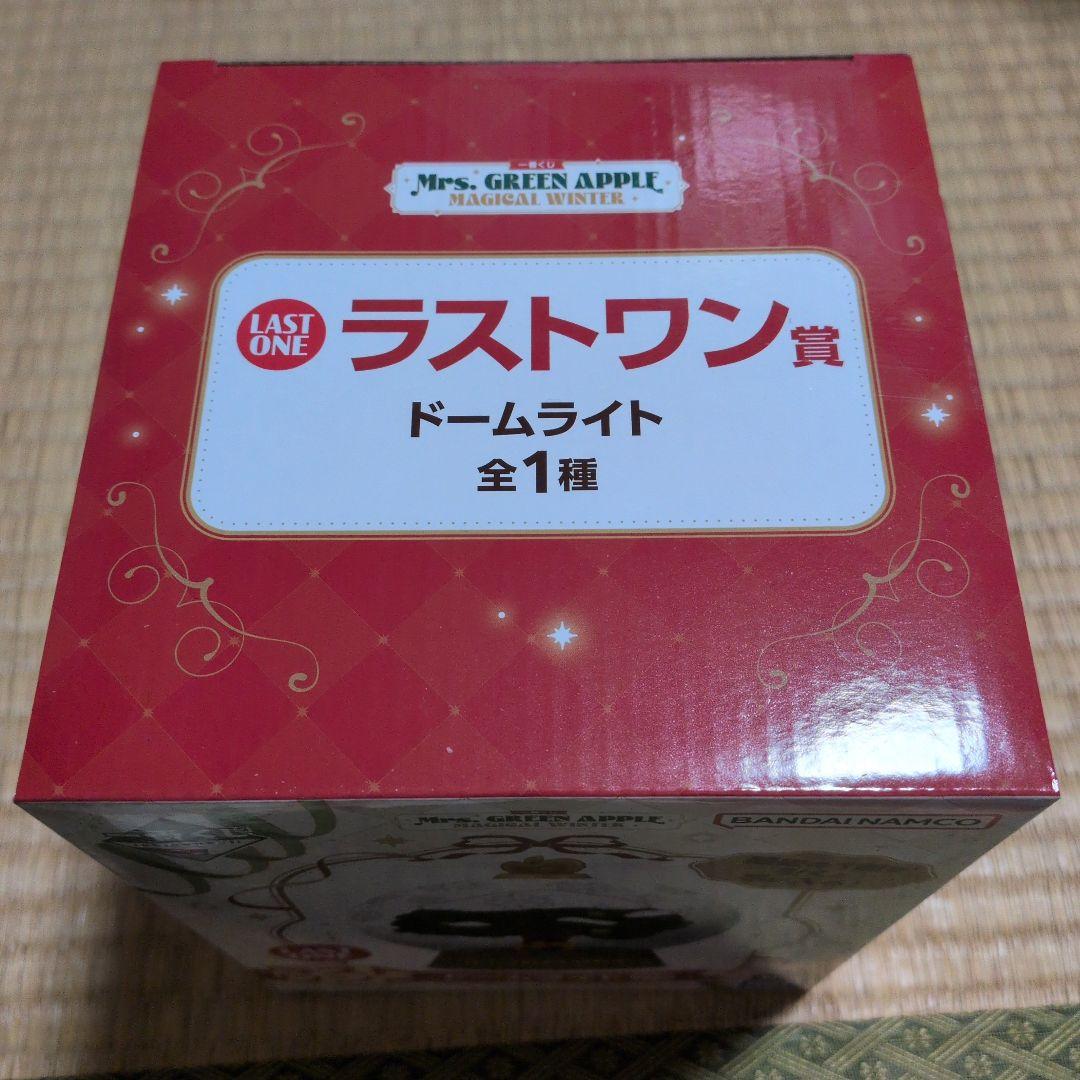 一番くじ
Mrs. GREEN APPLE
MAGICAL WINTER
LAST
ONE
ラストワン賞
ドームライト
全1種
Mrs. GREEN APPLE
MAGICAL WINTER
BANDAI NAMCO
LAST